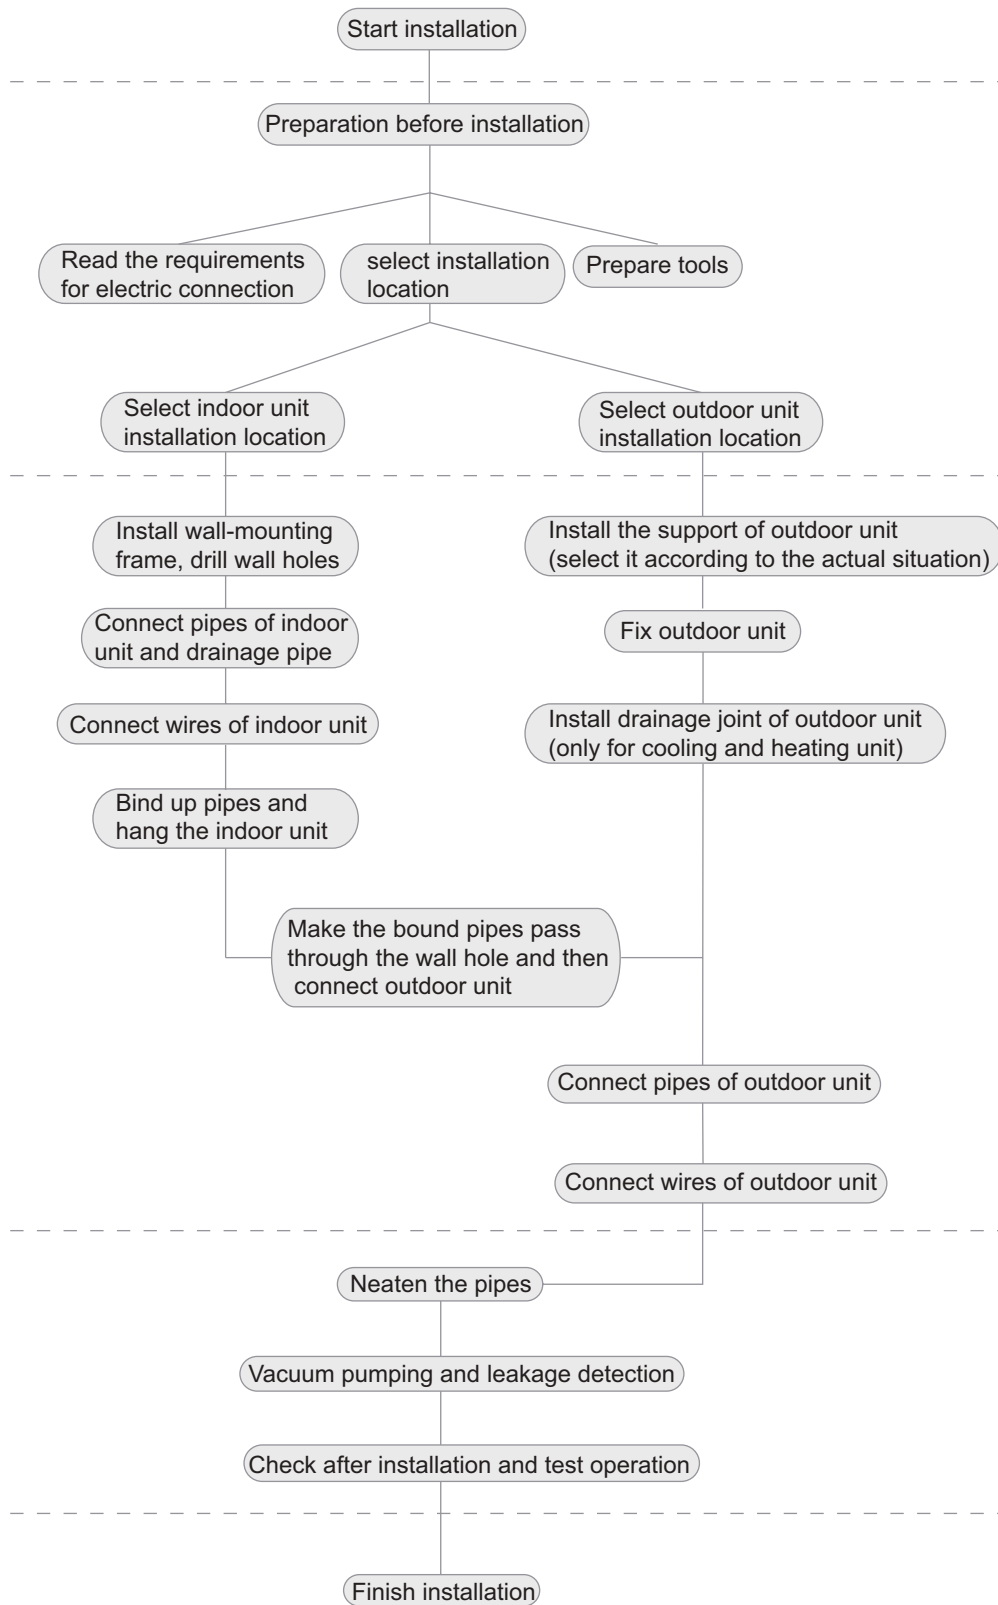 Start installation
Preparation before installation
Read the requirements
for electric connection
select installation
location
Prepare tools
Select indoor unit
installation location
Select outdoor unit
installation location
Install wall-mounting
frame, drill wall holes
Install the support of outdoor unit
(select it according to the actual situation)
Connect pipes of indoor
unit and drainage pipe
Fix outdoor unit
Connect wires of indoor unit
Install drainage joint of outdoor unit
(only for cooling and heating unit)
Bind up pipes and
hang the indoor unit
Make the bound pipes pass
through the wall hole and then
connect outdoor unit
Connect pipes of outdoor unit
Connect wires of outdoor unit
Neaten the pipes
Vacuum pumping and leakage detection
Check after installation and test operation
Finish installation